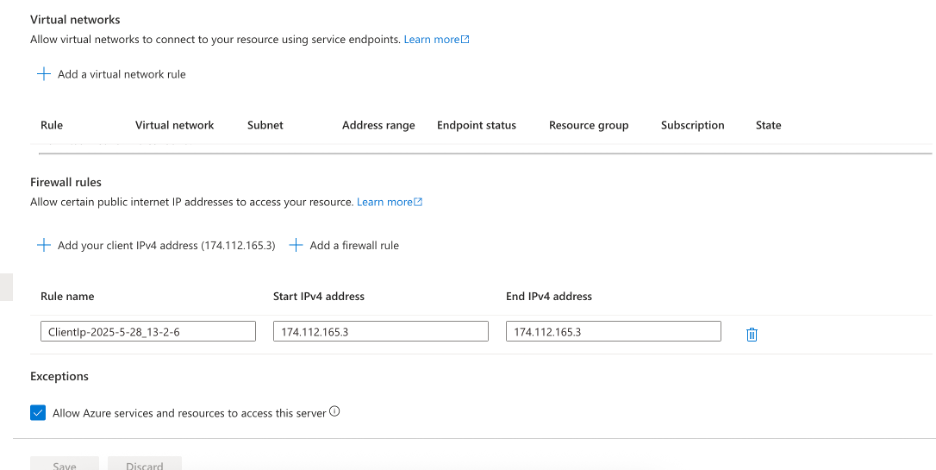 Virtual networks
Allow virtual networks to connect to your resource using service endpoints. Learn more
Add a virtual network rule
Rule Virtual network Subnet Address range Endpoint status Resource group Subscription State
Firewall rules
Allow certain public internet IP addresses to access your resource. Learn more
Add your client IPv4 address (174.112.165.3) Add a firewall rule
Rule name Start IPv4 address End IPv4 address
ClientIp-2025-5-28_13-2-6 174.112.165.3 174.112.165.3
Exceptions
Allow Azure services and resources to access this server
Save Discard